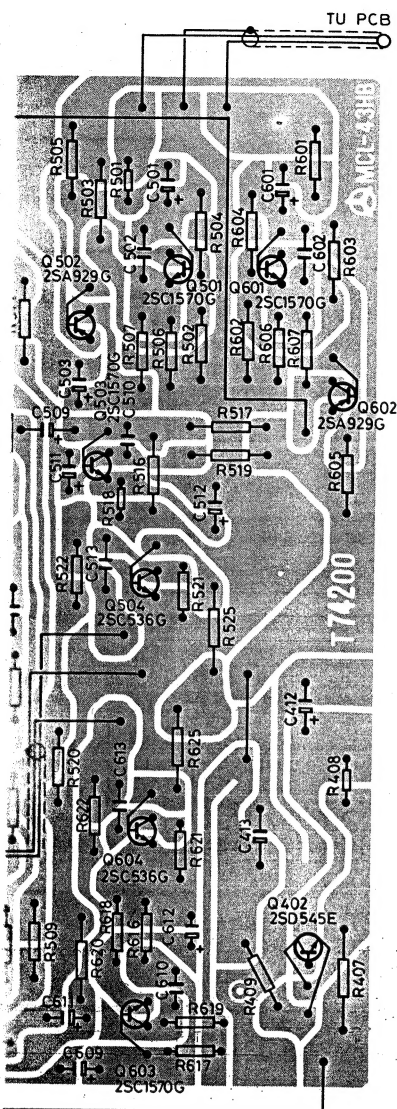 TU PCB
R505
R503
R501
C501
R504
R604
C601
R601
MCL-43HB
Q502
2SA929G
C502
Q501
2SC1570G
Q601
2SC1570G
C602
R603
C503
Q503
2SC1570G
R507
R506
R502
R602
R606
R607
C509
C510
R517
Q602
2SA929G
C511
R516
R519
R605
R518
C512
R522
C513
Q504
2SC536G
R521
R525
T74200
C412
R520
C613
R625
R408
R622
Q604
2SC536G
R621
C413
R509
R620
R618
R616
C612
Q402
2SD545E
R409
R407
C610
R619
C609
Q603
2SC1570G
R617